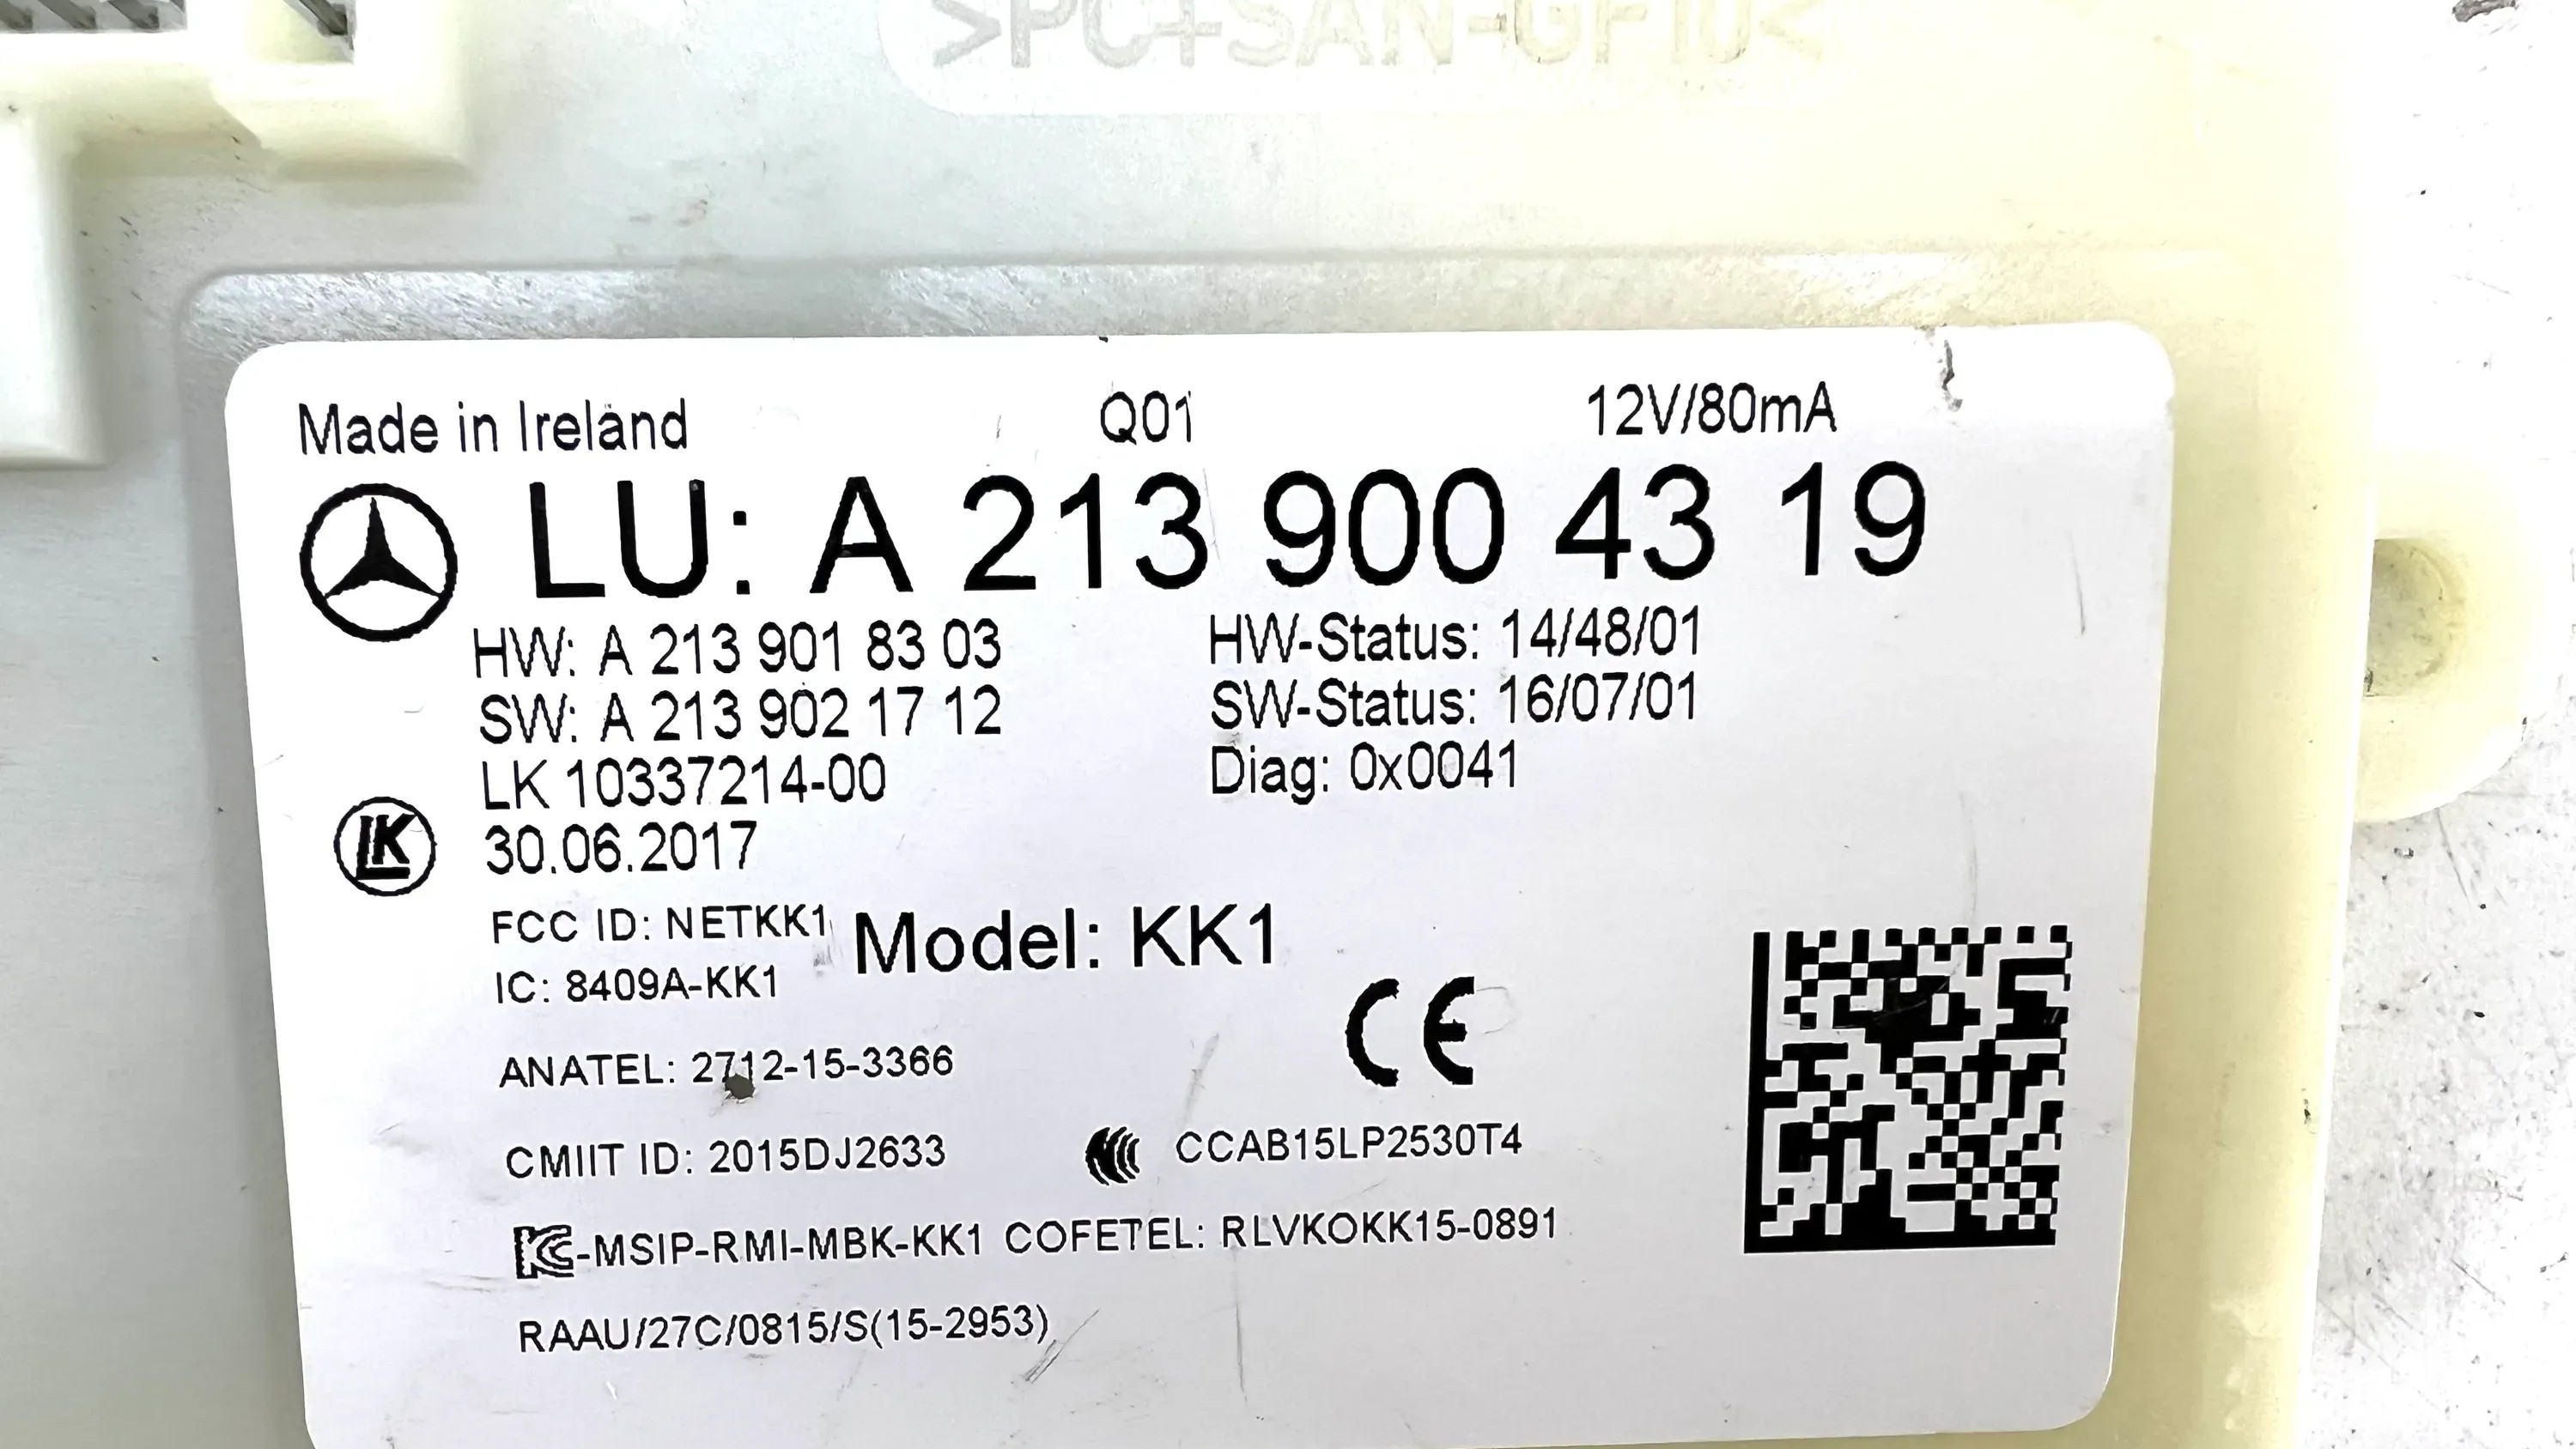 >PC+SAN-GF10<
Made in Ireland Q01 12V/80mA
LU: A 213 900 43 19
HW: A 213 901 83 03 HW-Status: 14/48/01
SW: A 213 902 17 12 SW-Status: 16/07/01
LK 10337214-00 Diag: 0x0041
LK 30.06.2017
FCC ID: NETKK1 Model: KK1
IC: 8409A-KK1
CE
ANATEL: 2712-15-3366
CMIIT ID: 2015DJ2633 CCAB15LP2530T4
KC-MSIP-RMI-MBK-KK1 COFETEL: RLVKOKK15-0891
RAAU/27C/0815/S(15-2953)